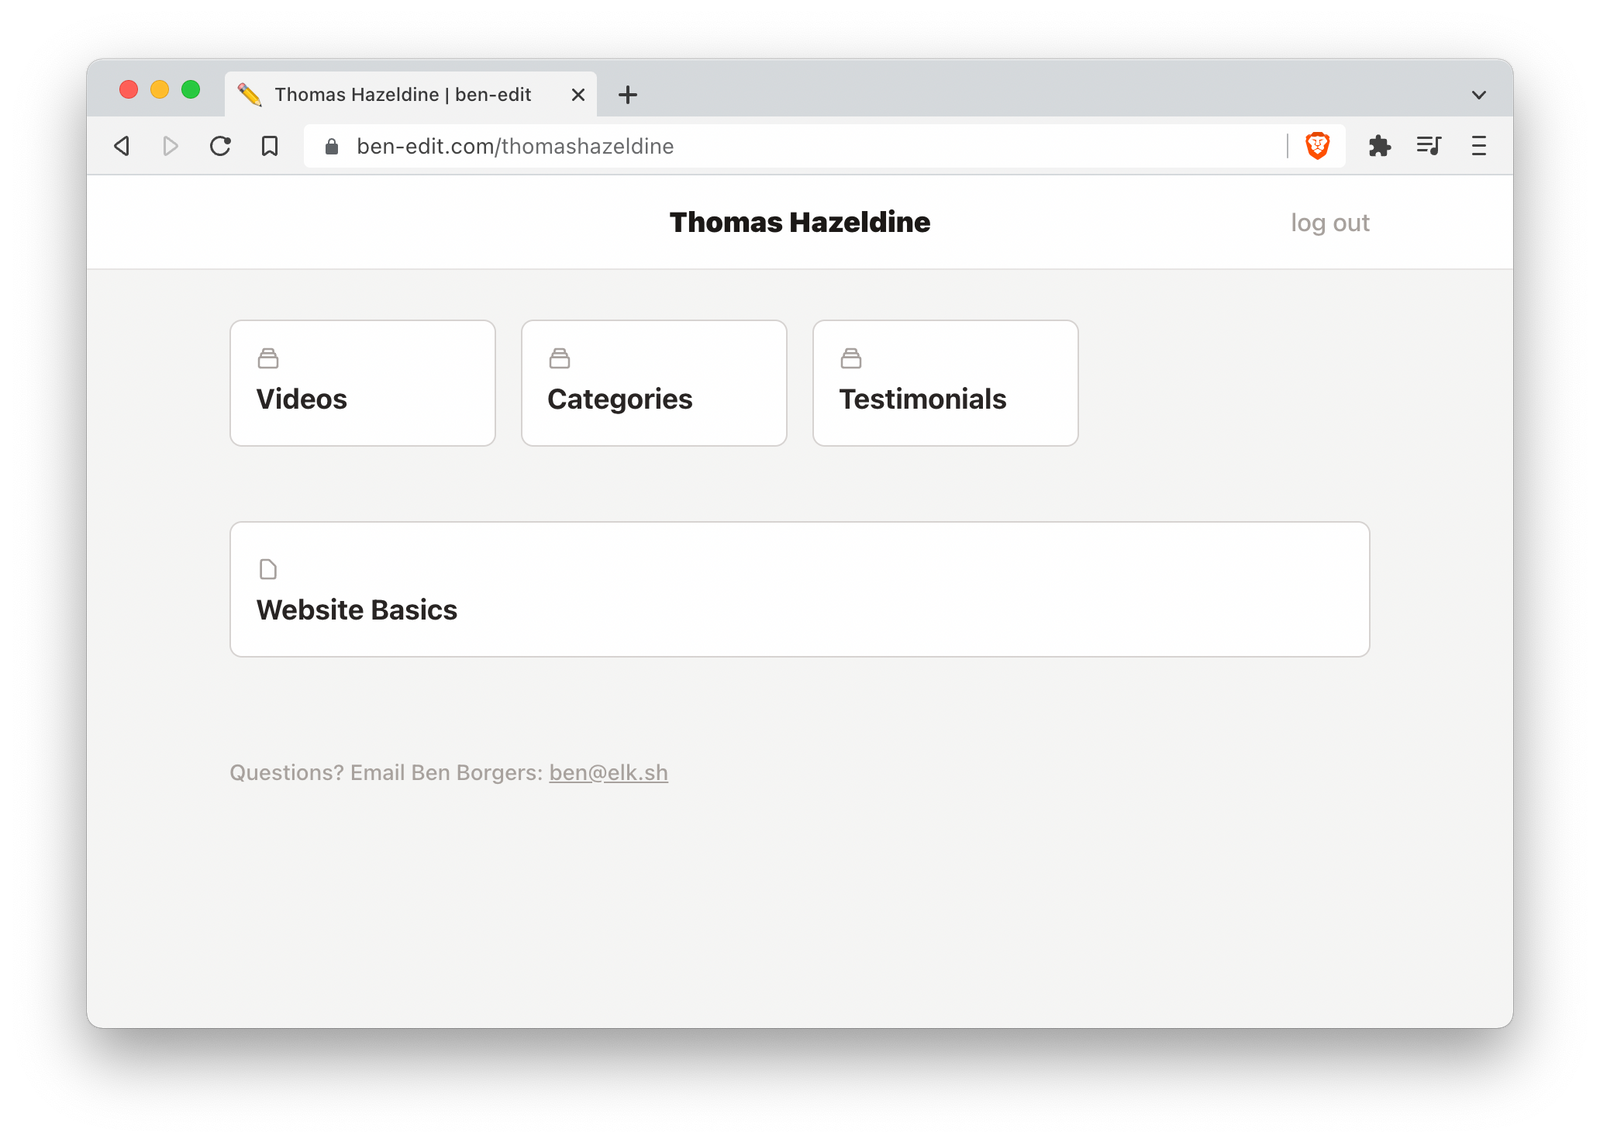 Thomas Hazeldine | ben-edit
ben-edit.com/thomashazeldine
Thomas Hazeldine
log out
Videos
Categories
Testimonials
Website Basics
Questions? Email Ben Borgers: ben@elk.sh